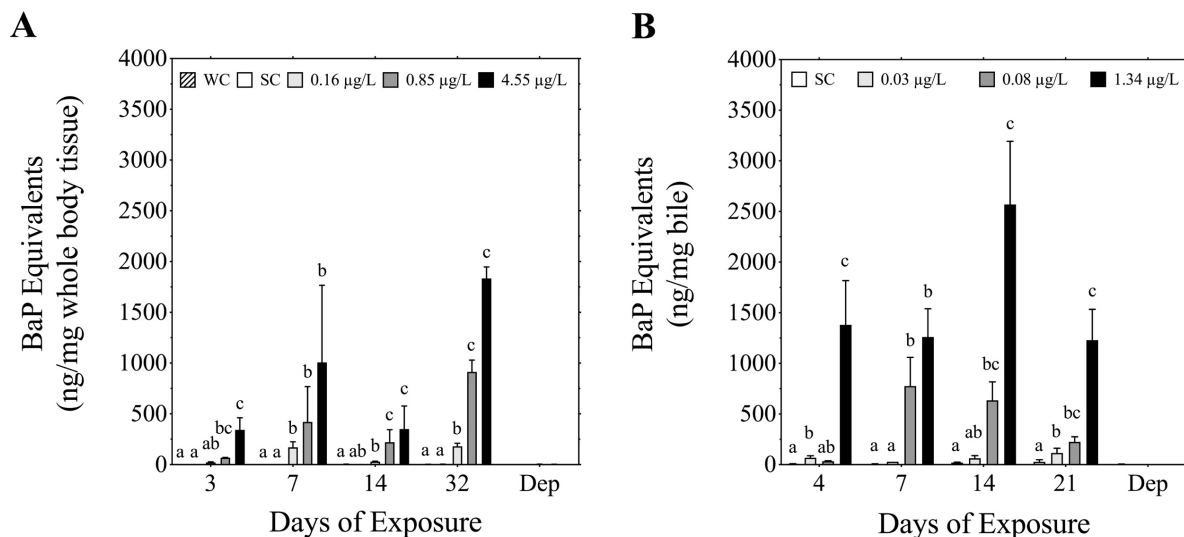 A
BaP Equivalents
(ng/mg whole body tissue)
4000
3500
3000
2500
2000
1500
1000
500
0
WC SC 0.16 µg/L 0.85 µg/L 4.55 µg/L
a a ab bc c
a a b b b
a ab b c c
a a b c c
3 7 14 32 Dep
Days of Exposure
B
BaP Equivalents
(ng/mg bile)
4000
3500
3000
2500
2000
1500
1000
500
0
SC 0.03 µg/L 0.08 µg/L 1.34 µg/L
a b ab c
a a b b
a ab bc c
a b bc c
4 7 14 21 Dep
Days of Exposure